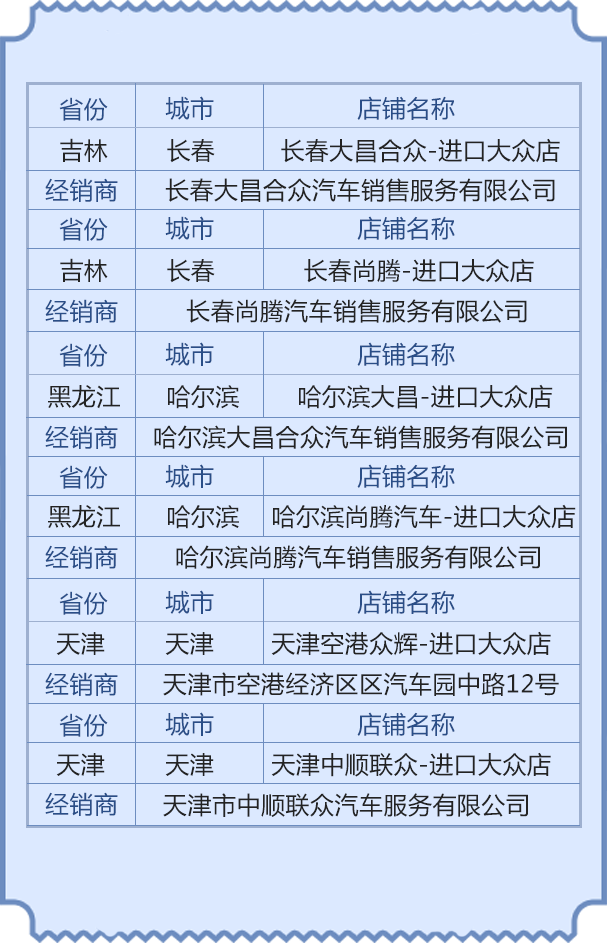 省份 城市 店铺名称
吉林 长春 长春大昌合众-进口大众店
经销商 长春大昌合众汽车销售服务有限公司
省份 城市 店铺名称
吉林 长春 长春尚腾-进口大众店
经销商 长春尚腾汽车销售服务有限公司
省份 城市 店铺名称
黑龙江 哈尔滨 哈尔滨大昌-进口大众店
经销商 哈尔滨大昌合众汽车销售服务有限公司
省份 城市 店铺名称
黑龙江 哈尔滨 哈尔滨尚腾汽车-进口大众店
经销商 哈尔滨尚腾汽车销售服务有限公司
省份 城市 店铺名称
天津 天津 天津空港众辉-进口大众店
经销商 天津市空港经济区区汽车园中路12号
省份 城市 店铺名称
天津 天津 天津中顺联众-进口大众店
经销商 天津市中顺联众汽车服务有限公司